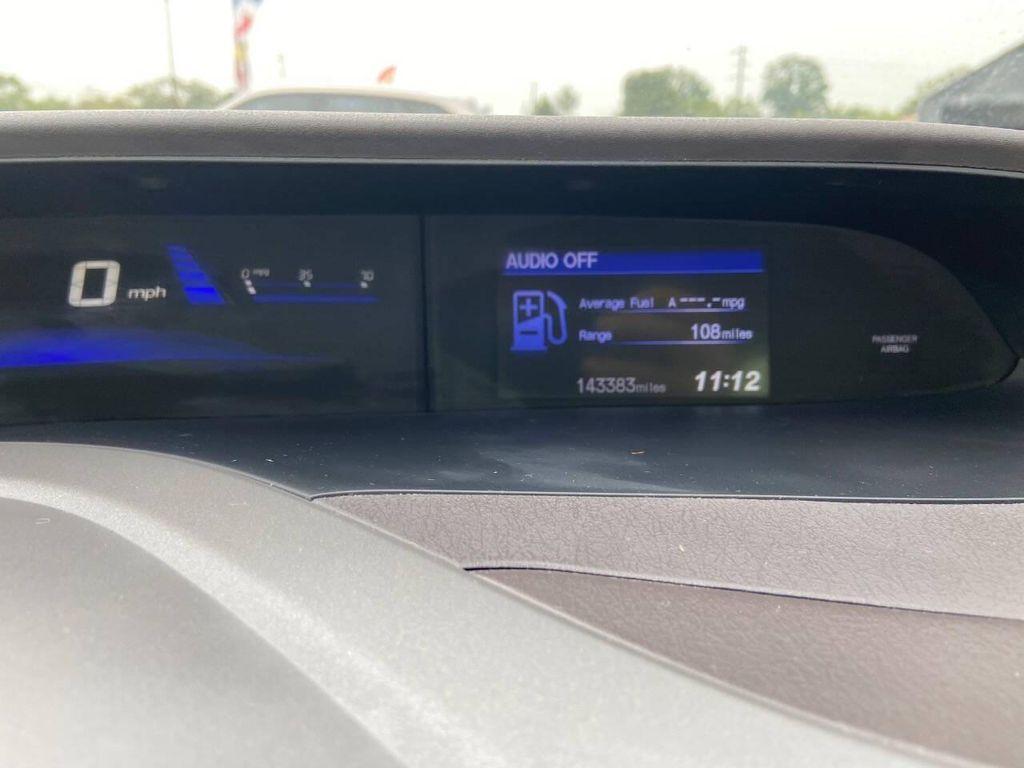 0 mph
0 mpg 35 70
AUDIO OFF
Average Fuel A ---.- mpg
Range 108 miles
143383 miles 11:12
PASSENGER
AIRBAG